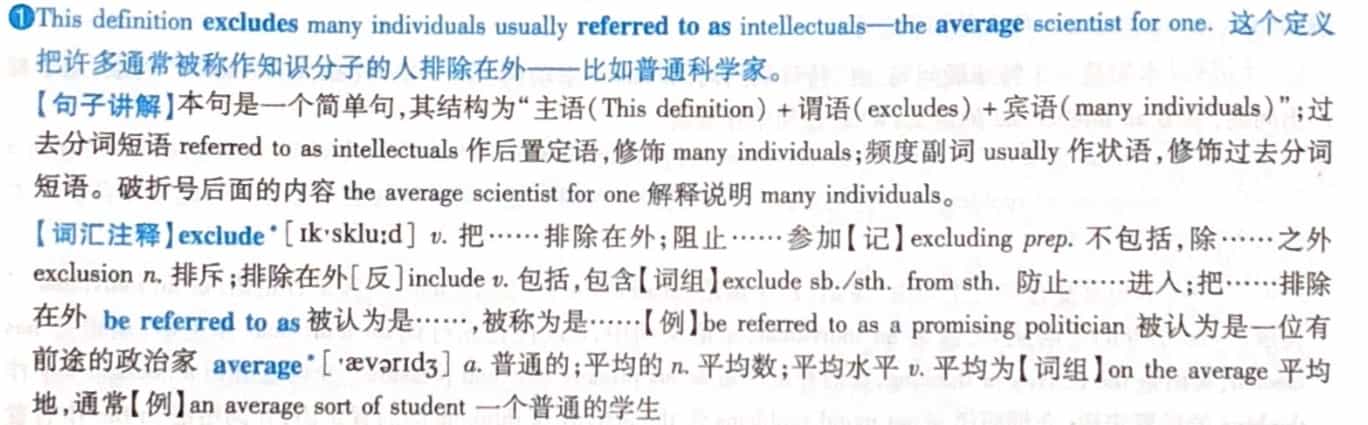 ❶This definition excludes many individuals usually referred to as intellectuals—the average scientist for one. 这个定义
把许多通常被称作知识分子的人排除在外——比如普通科学家。
【句子讲解】本句是一个简单句,其结构为“主语(This definition)+谓语(excludes)+宾语(many individuals)”;过
去分词短语 referred to as intellectuals 作后置定语,修饰 many individuals;频度副词 usually 作状语,修饰过去分词
短语。破折号后面的内容 the average scientist for one 解释说明 many individuals。
【词汇注释】exclude* [ɪk'skluːd] v. 把……排除在外;阻止……参加【记】excluding prep. 不包括,除……之外
exclusion n. 排斥;排除在外[反]include v. 包括,包含【词组】exclude sb./sth. from sth. 防止……进入;把……排除
在外 be referred to as 被认为是……,被称为是……【例】be referred to as a promising politician 被认为是一位有
前途的政治家 average* ['ævərɪdʒ] a. 普通的;平均的 n. 平均数;平均水平 v. 平均为【词组】on the average 平均
地,通常【例】an average sort of student 一个普通的学生